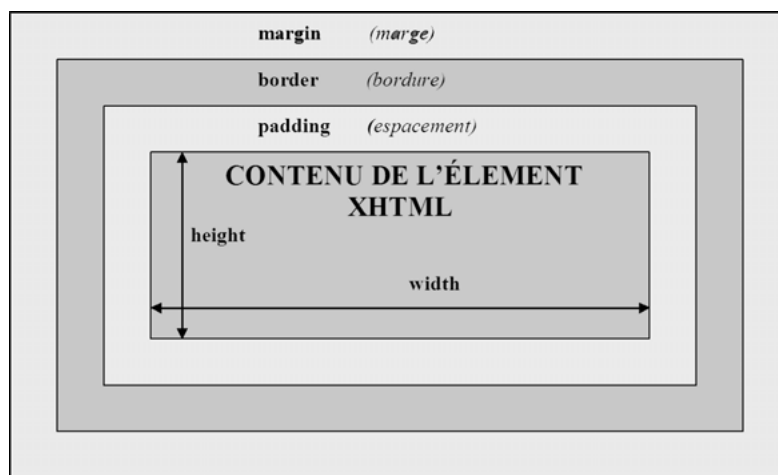 margin (marge)
border (bordure)
padding (espacement)
CONTENU DE L'ÉLEMENT
XHTML
height
width